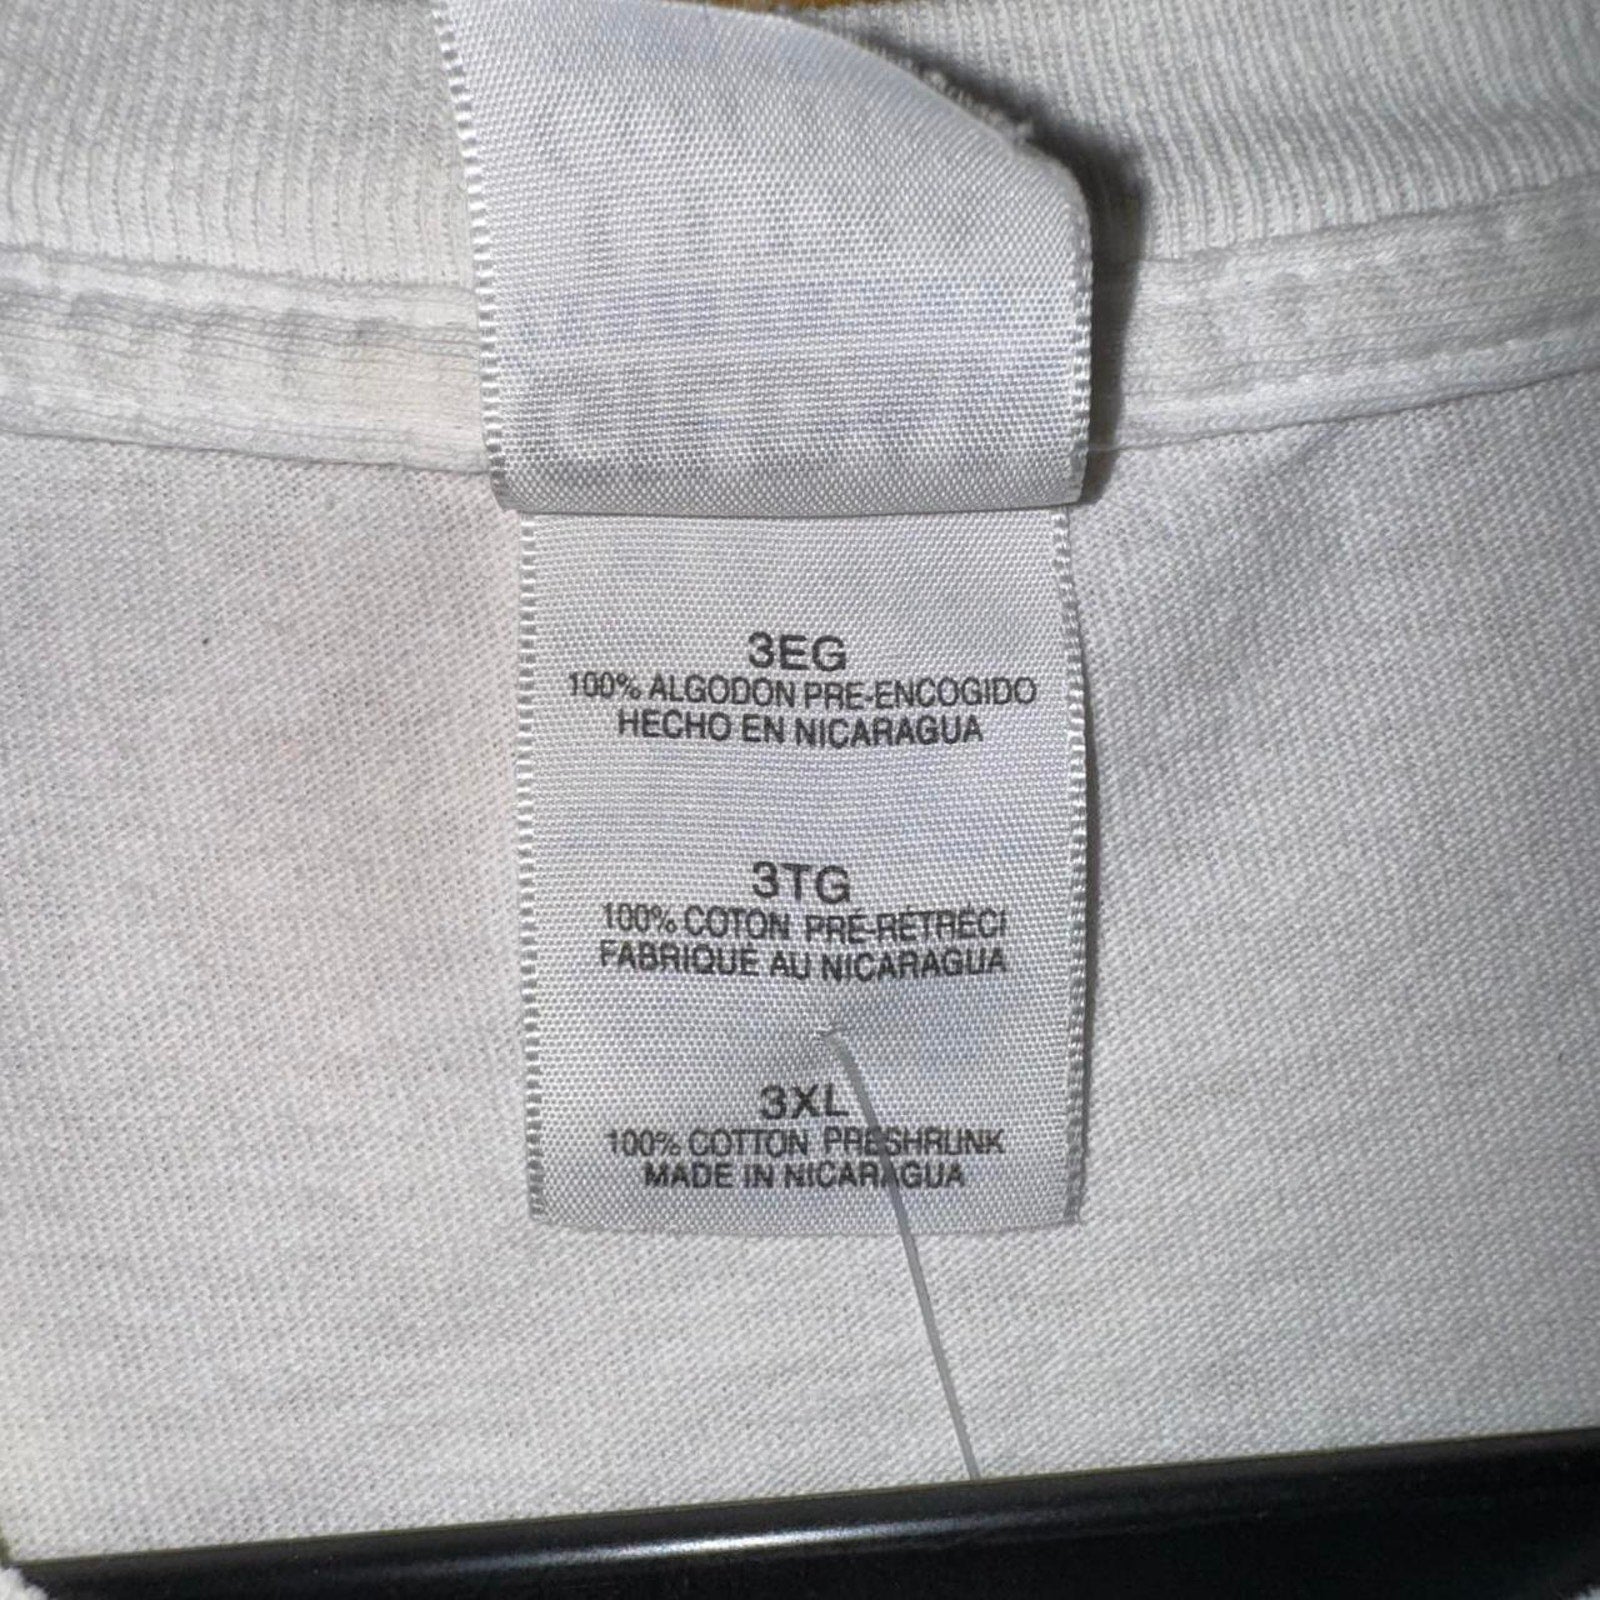 3EG
100% ALGODON PRE-ENCOGIDO
HECHO EN NICARAGUA
3TG
100% COTON PRÉ-RÉTRÉCI
FABRIQUÉ AU NICARAGUA
3XL
100% COTTON PRESHRUNK
MADE IN NICARAGUA